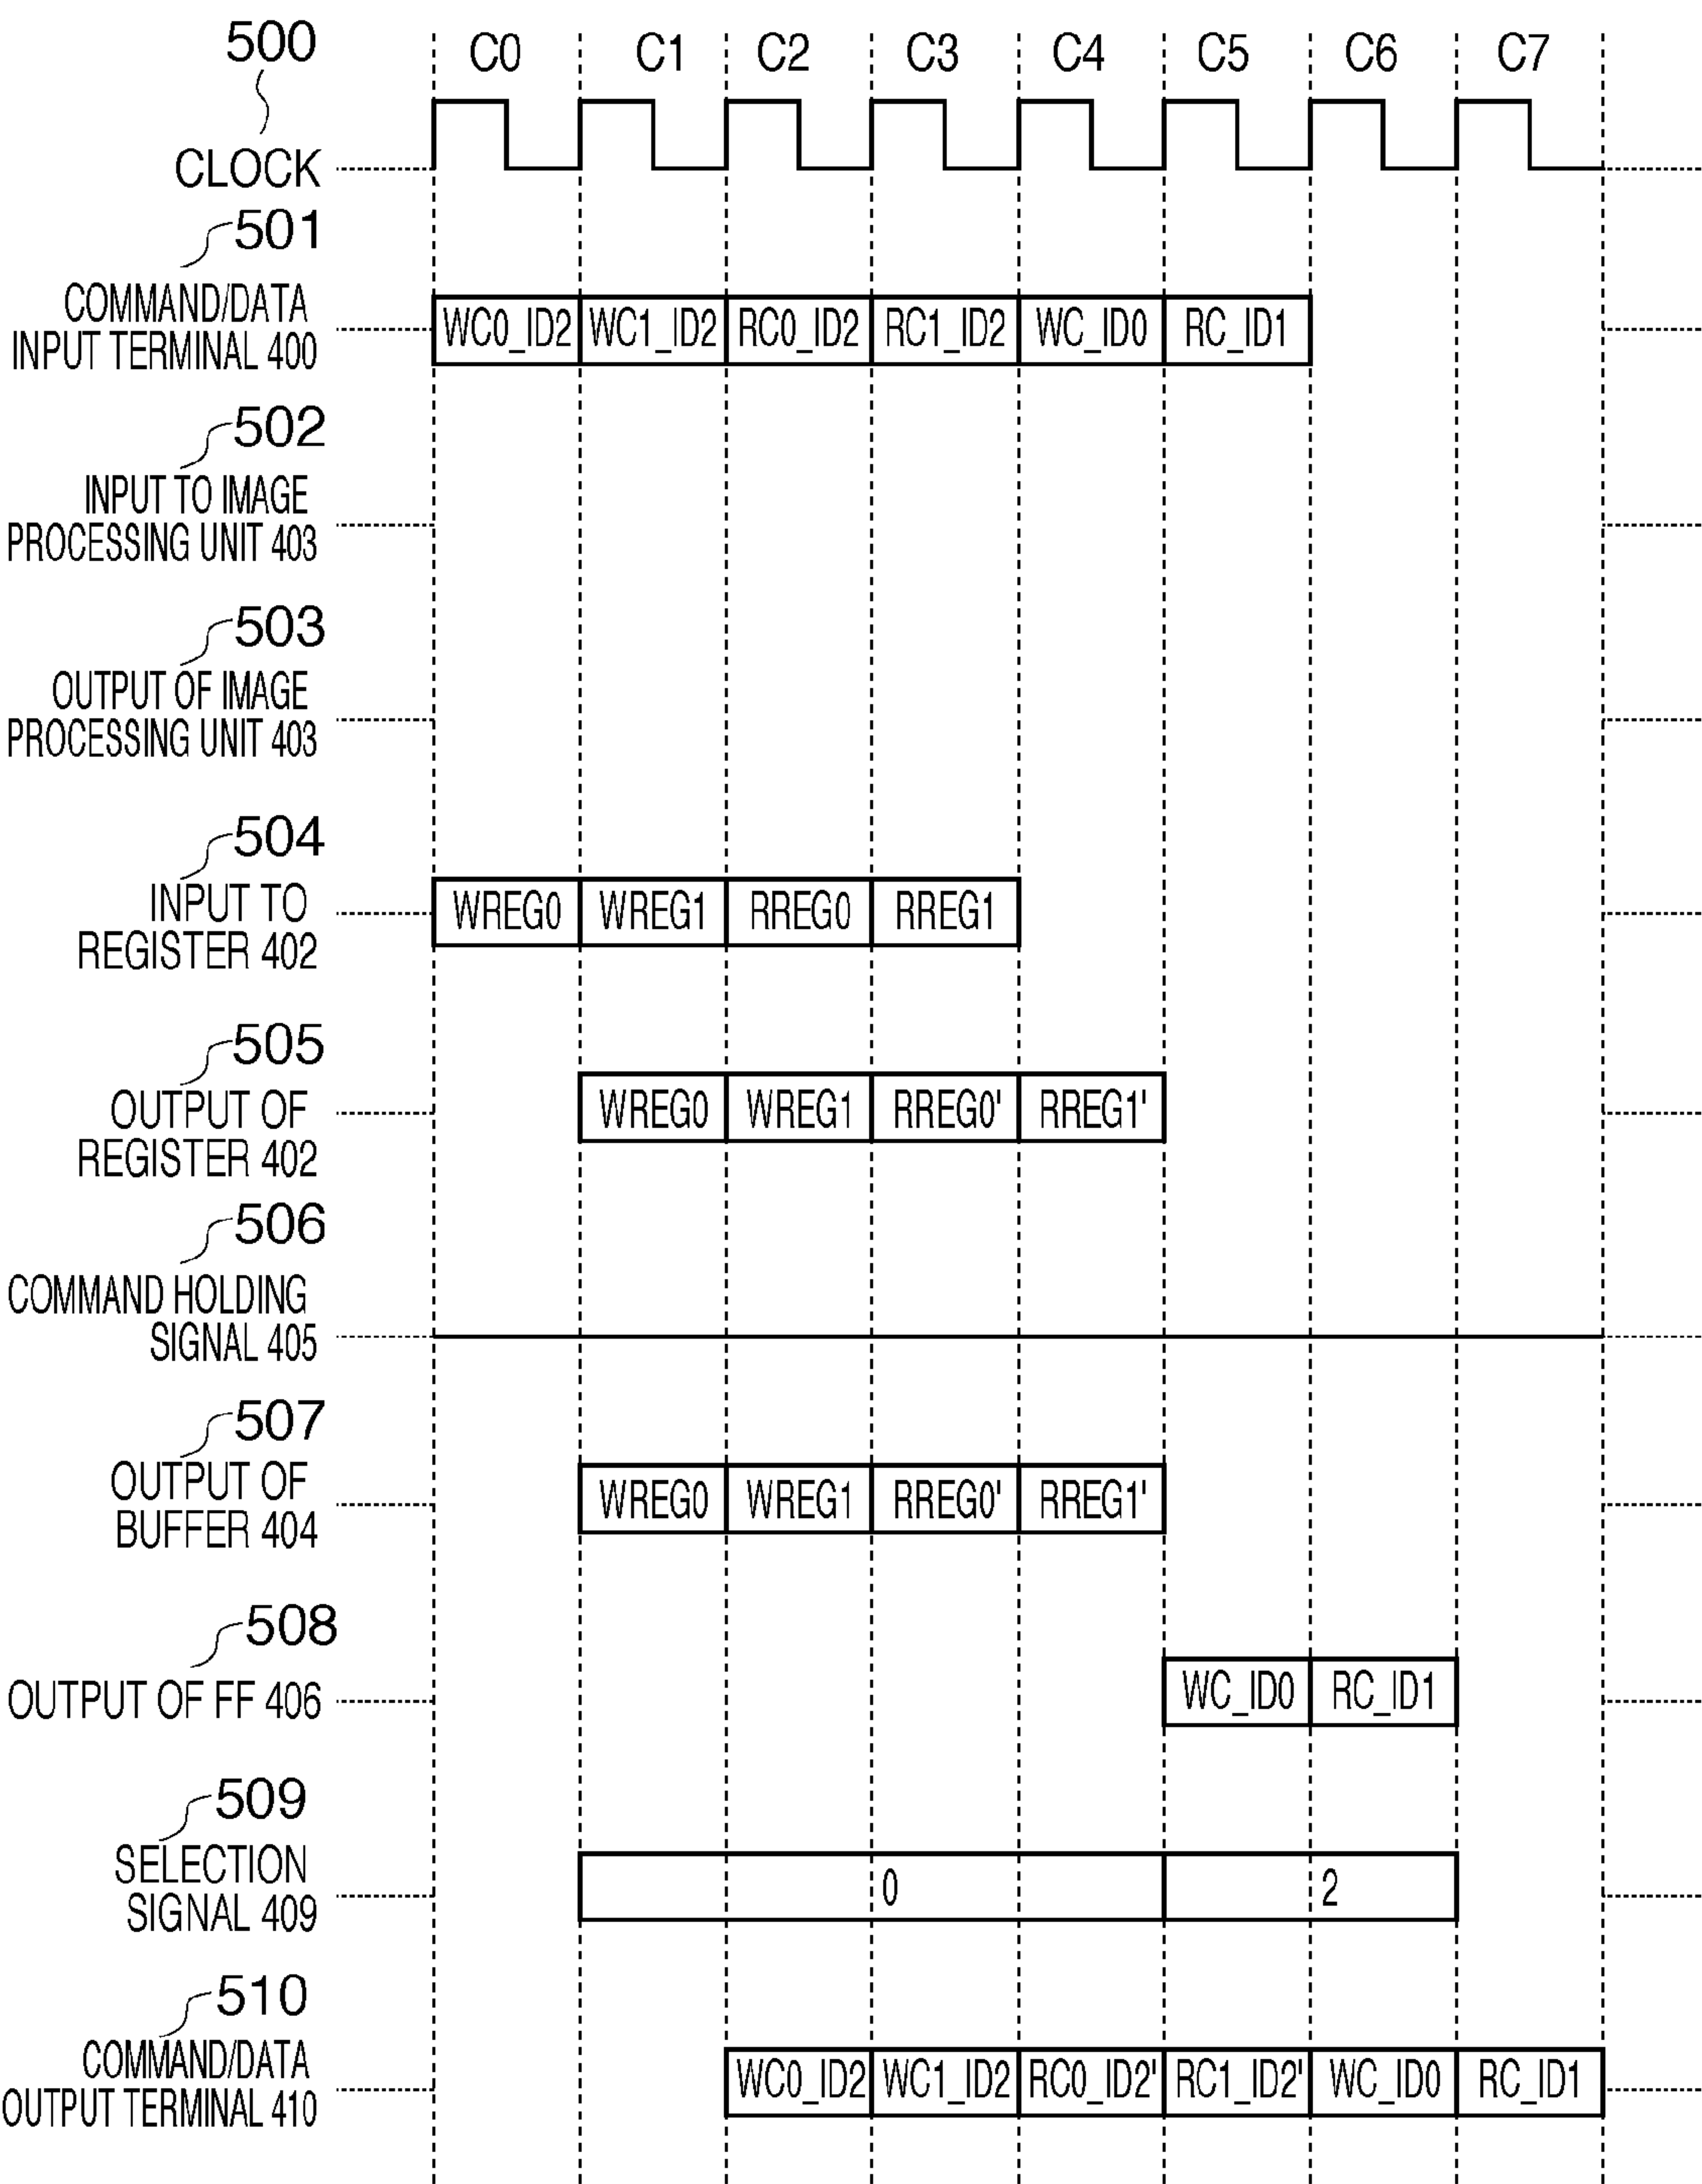 500
C0 C1 C2 C3 C4 C5 C6 C7
CLOCK
501
COMMAND/DATA
INPUT TERMINAL 400
WC0_ID2 WC1_ID2 RC0_ID2 RC1_ID2 WC_ID0 RC_ID1
502
INPUT TO IMAGE
PROCESSING UNIT 403
503
OUTPUT OF IMAGE
PROCESSING UNIT 403
504
INPUT TO
REGISTER 402
WREG0 WREG1 RREG0 RREG1
505
OUTPUT OF
REGISTER 402
WREG0 WREG1 RREG0' RREG1'
506
COMMAND HOLDING
SIGNAL 405
507
OUTPUT OF
BUFFER 404
WREG0 WREG1 RREG0' RREG1'
508
OUTPUT OF FF 406
WC_ID0 RC_ID1
509
SELECTION
SIGNAL 409
0 2
510
COMMAND/DATA
OUTPUT TERMINAL 410
WC0_ID2 WC1_ID2 RC0_ID2' RC1_ID2' WC_ID0 RC_ID1